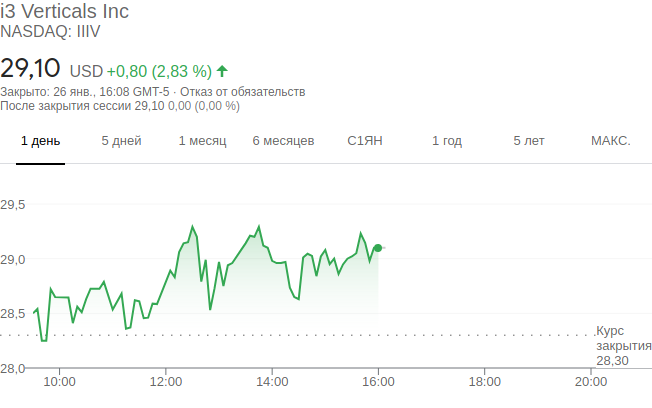 i3 Verticals Inc
NASDAQ: IIIV
29,10 USD +0,80 (2,83 %)
Закрыто: 26 янв., 16:08 GMT-5 · Отказ от обязательств
После закрытия сессии 29,10 0,00 (0,00 %)
1 день 5 дней 1 месяц 6 месяцев С1ЯН 1 год 5 лет МАКС.
29,5
29,0
28,5
Курс
закрытия
28,30
28,0
10:00 12:00 14:00 16:00 18:00 20:00